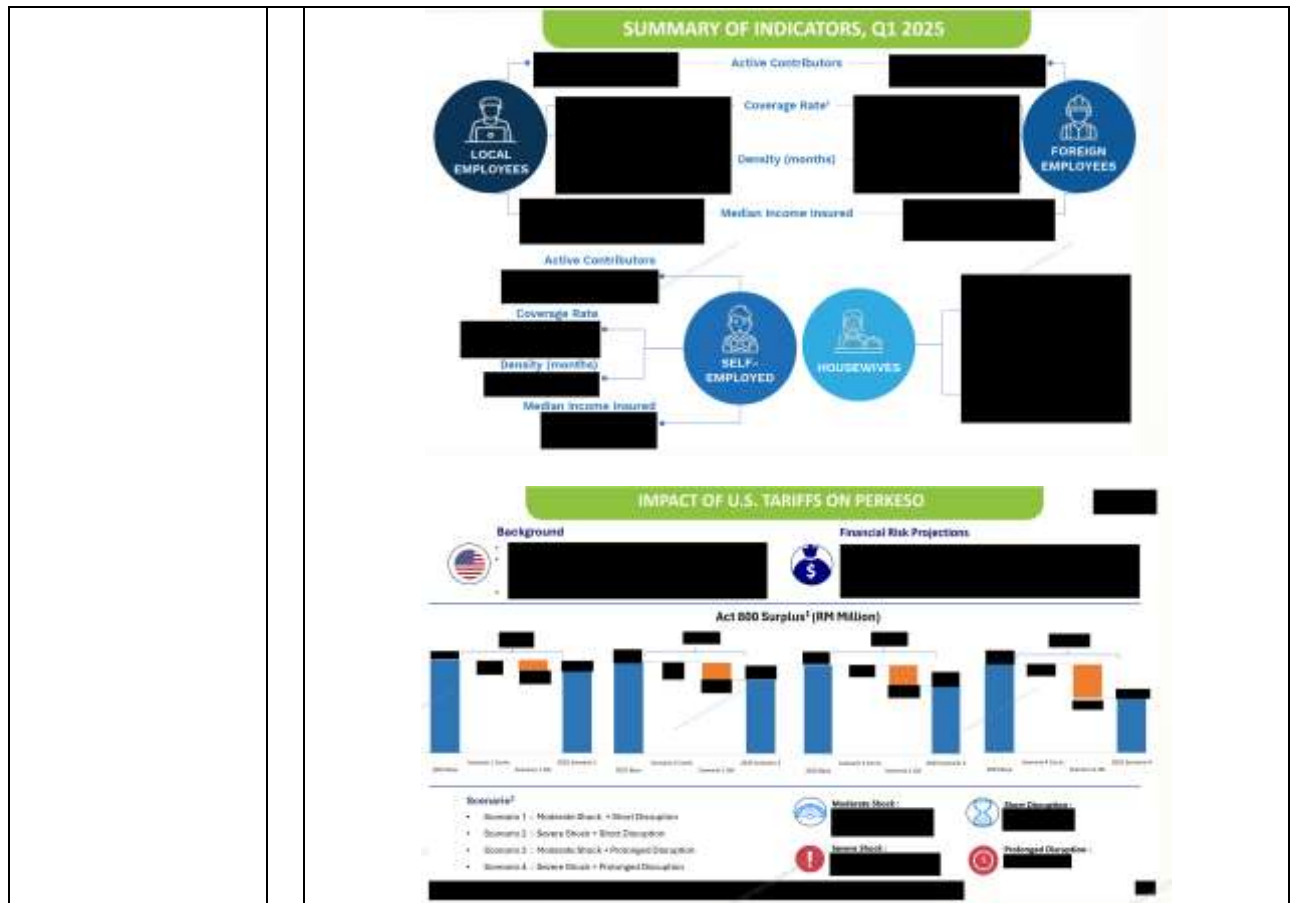 SUMMARY OF INDICATORS, Q1 2025
Active Contributors
Coverage Rate¹
LOCAL
EMPLOYEES
FOREIGN
EMPLOYEES
Density (months)
Median Income Insured
Active Contributors
Coverage Rate
Density (months)
SELF-
EMPLOYED
HOUSEWIVES
Median Income Insured
IMPACT OF U.S. TARIFFS ON PERKESO
Background
Financial Risk Projections
Act 800 Surplus¹ (RM Million)
Scenario²
• Scenario 1 : Moderate Shock + Short Disruption
• Scenario 2 : Severe Shock + Short Disruption
• Scenario 3 : Moderate Shock + Prolonged Disruption
• Scenario 4 : Severe Shock + Prolonged Disruption
Moderate Shock :
Short Disruption :
Severe Shock :
Prolonged Disruption :